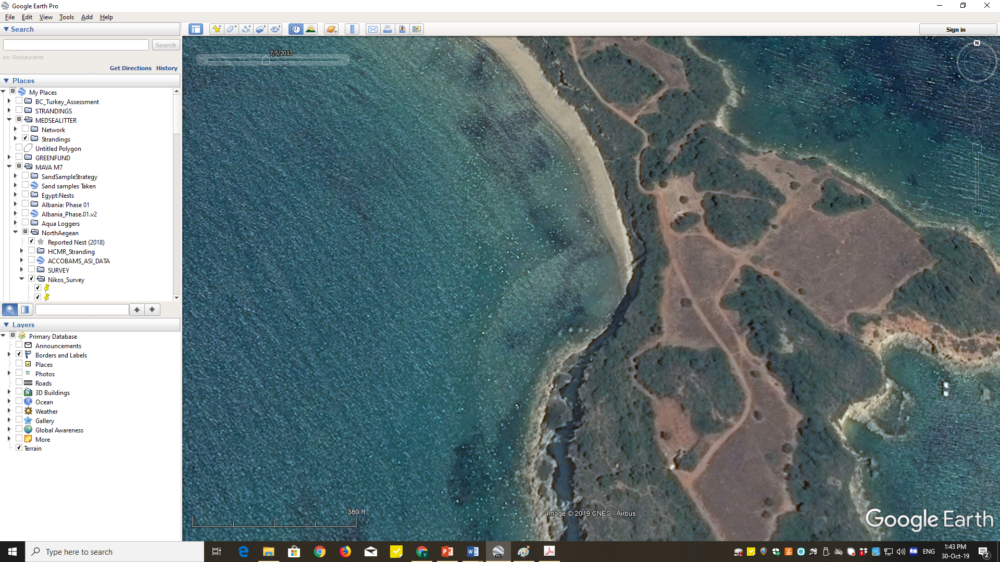 Google Earth Pro
File Edit View Tools Add Help
Search
Search
ex: Restaurants
Get Directions History
Places
My Places
BC_Turkey_Assessment
STRANDINGS
MEDSEALITTER
Network
Strandings
Untitled Polygon
GREENFUND
MAVA M7
SandSampleStrategy
Sand samples Taken
Egypt:Nests
Albania: Phase 01
Albania_Phase.01.v2
Aqua Loggers
NorthAegean
Reported Nest (2018)
HCMR_Stranding
ACCOBAMS_ASI_DATA
SURVEY
Nikos_Survey
Layers
Primary Database
Announcements
Borders and Labels
Places
Photos
Roads
3D Buildings
Ocean
Weather
Gallery
Global Awareness
More
Terrain
Sign in
7/5/2013
N
380 ft
Image © 2019 CNES / Airbus
Google Earth
Type here to search
ENG
1:43 PM
30-Oct-19
2